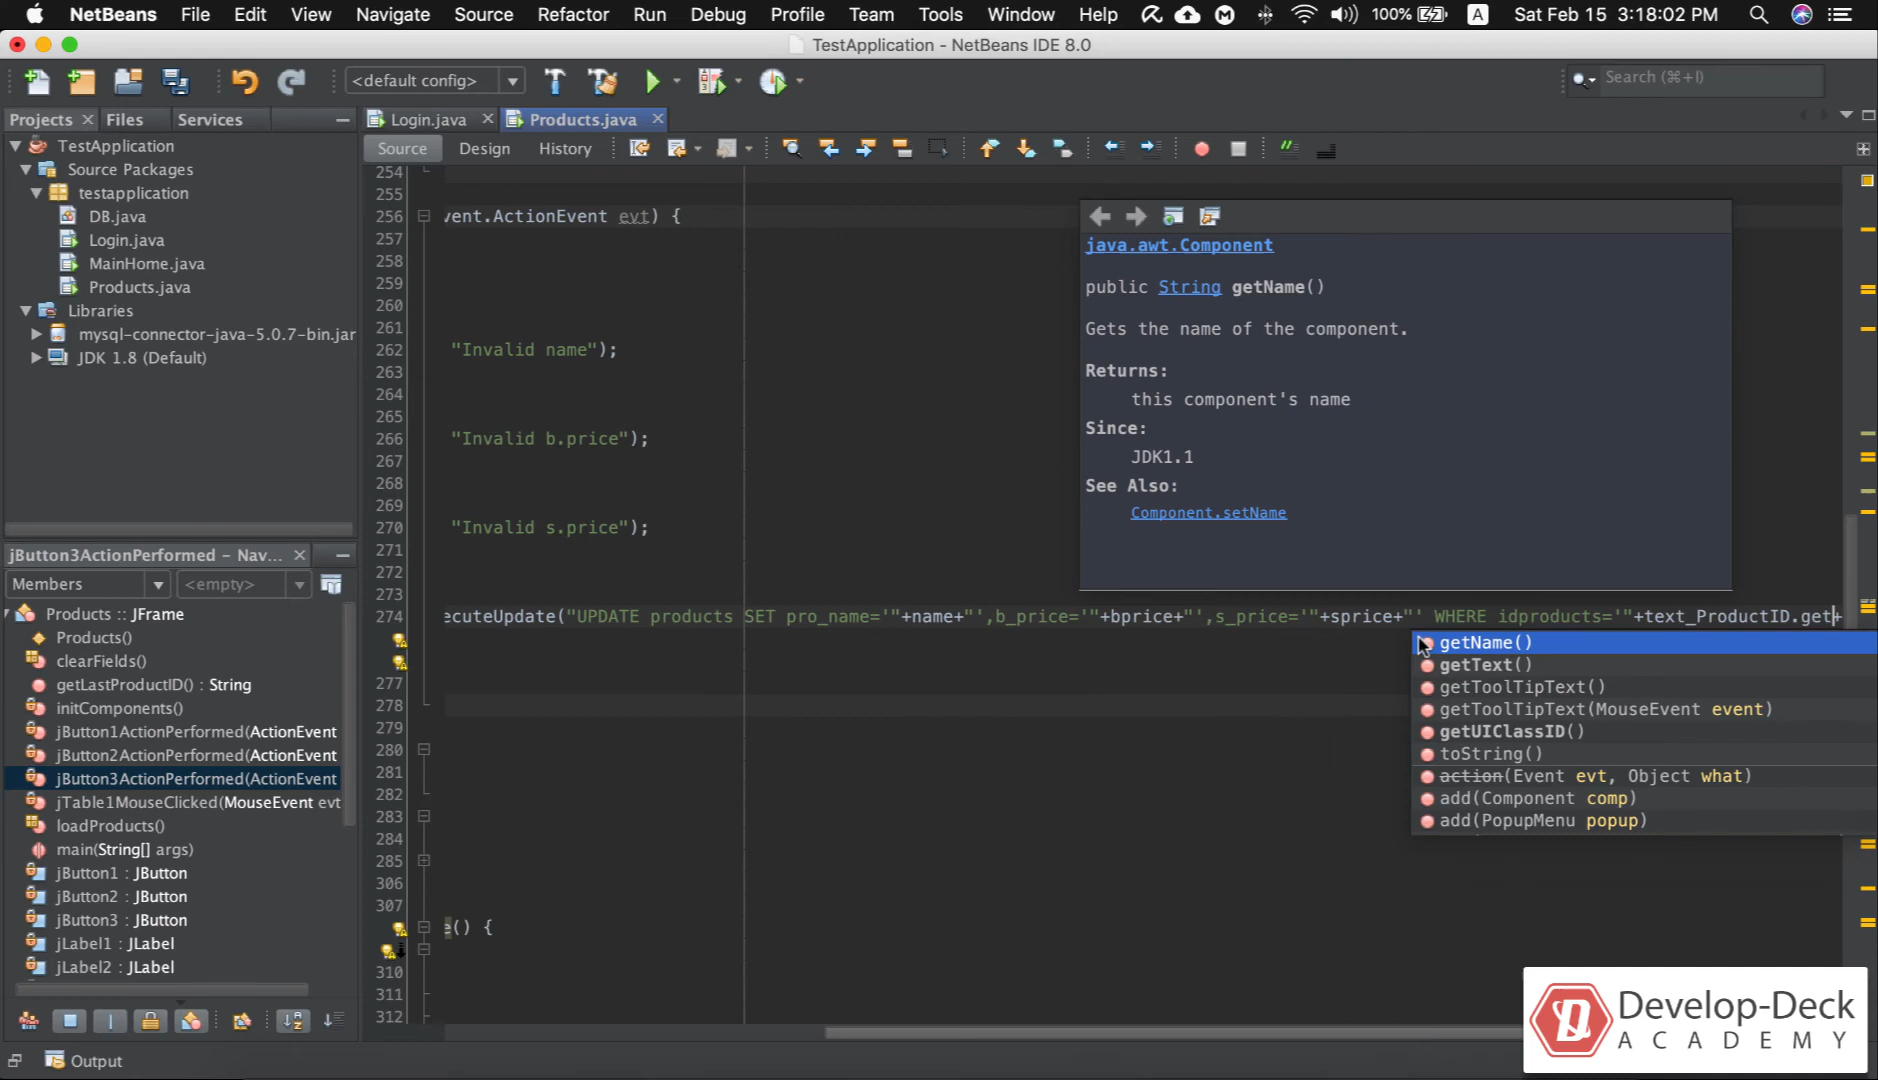 NetBeans File Edit View Navigate Source Refactor Run Debug Profile Team Tools Window Help 100% A Sat Feb 15 3:18:02 PM
TestApplication - NetBeans IDE 8.0
<default config> Search (⌘+I)
Projects Files Services Login.java Products.java
Source Design History
TestApplication
Source Packages
testapplication
DB.java
Login.java
MainHome.java
Products.java
Libraries
mysql-connector-java-5.0.7-bin.jar
JDK 1.8 (Default)
jButton3ActionPerformed - Nav...
Members <empty>
Products :: JFrame
Products()
clearFields()
getLastProductID() : String
initComponents()
jButton1ActionPerformed(ActionEvent
jButton2ActionPerformed(ActionEvent
jButton3ActionPerformed(ActionEvent
jTable1MouseClicked(MouseEvent evt
loadProducts()
main(String[] args)
jButton1 : JButton
jButton2 : JButton
jButton3 : JButton
jLabel1 : JLabel
jLabel2 : JLabel
Output
254
255
256 vent.ActionEvent evt) {
257
258
259
260
261
262 "Invalid name");
263
264
265
266 "Invalid b.price");
267
268
269
270 "Invalid s.price");
271
272
273
274 ecuteUpdate("UPDATE products SET pro_name='"+name+"',b_price='"+bprice+"',s_price='"+sprice+"' WHERE idproducts='"+text_ProductID.get+
277
278
279
280
281
282
283
284
285
306
307
e() {
310
311
312
java.awt.Component
public String getName()
Gets the name of the component.
Returns:
this component's name
Since:
JDK1.1
See Also:
Component.setName
getName()
getText()
getToolTipText()
getToolTipText(MouseEvent event)
getUIClassID()
toString()
action(Event evt, Object what)
add(Component comp)
add(PopupMenu popup)
Develop-Deck
ACADEMY